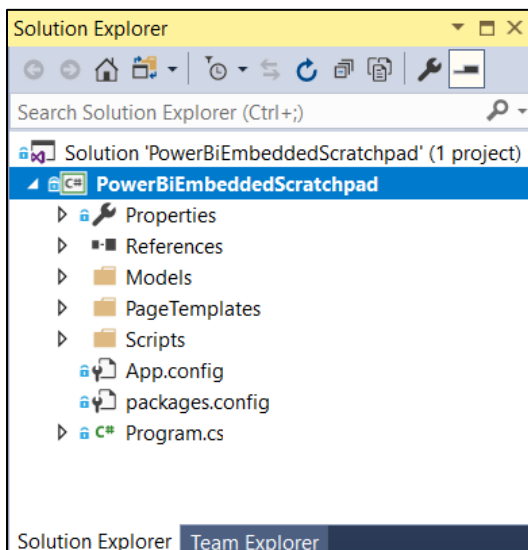 Solution Explorer
Search Solution Explorer (Ctrl+;)
Solution 'PowerBiEmbeddedScratchpad' (1 project)
C# PowerBiEmbeddedScratchpad
Properties
References
Models
PageTemplates
Scripts
App.config
packages.config
C# Program.cs
Solution Explorer Team Explorer